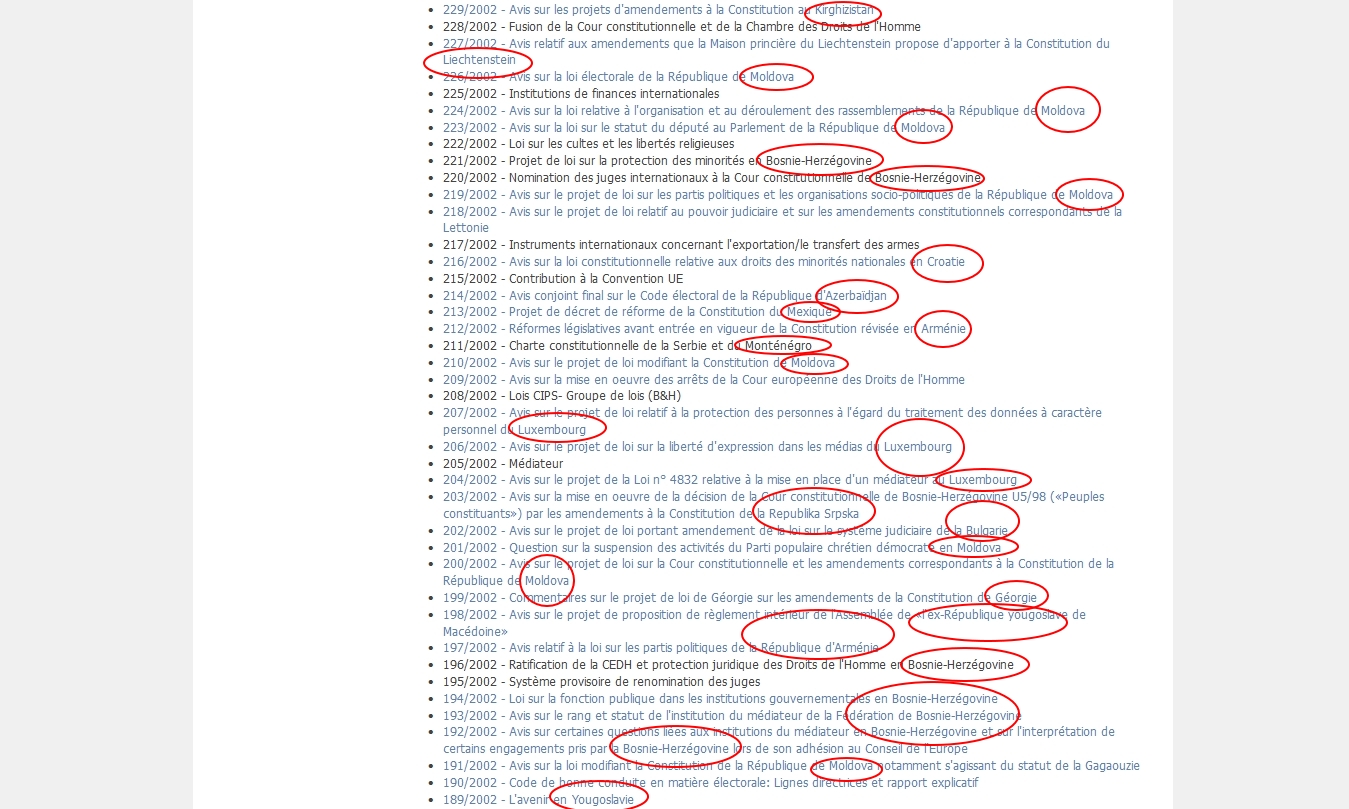 229/2002 - Avis sur les projets d'amendements à la Constitution au Kirghizistan
228/2002 - Fusion de la Cour constitutionnelle et de la Chambre des Droits de l'Homme
227/2002 - Avis relatif aux amendements que la Maison princière du Liechtenstein propose d'apporter à la Constitution du
Liechtenstein
226/2002 - Avis sur la loi électorale de la République de Moldova
225/2002 - Institutions de finances internationales
224/2002 - Avis sur la loi relative à l'organisation et au déroulement des rassemblements de la République de Moldova
223/2002 - Avis sur la loi sur le statut du député au Parlement de la République de Moldova
222/2002 - Loi sur les cultes et les libertés religieuses
221/2002 - Projet de loi sur la protection des minorités en Bosnie-Herzégovine
220/2002 - Nomination des juges internationaux à la Cour constitutionnelle de Bosnie-Herzégovine
219/2002 - Avis sur le projet de loi sur les partis politiques et les organisations socio-politiques de la République de Moldova
218/2002 - Avis sur le projet de loi relatif au pouvoir judiciaire et sur les amendements constitutionnels correspondants de la
Lettonie
217/2002 - Instruments internationaux concernant l'exportation/le transfert des armes
216/2002 - Avis sur la loi constitutionnelle relative aux droits des minorités nationales en Croatie
215/2002 - Contribution à la Convention UE
214/2002 - Avis conjoint final sur le Code électoral de la République d'Azerbaïdjan
213/2002 - Projet de décret de réforme de la Constitution du Mexique
212/2002 - Réformes législatives avant entrée en vigueur de la Constitution révisée en Arménie
211/2002 - Charte constitutionnelle de la Serbie et du Monténégro
210/2002 - Avis sur le projet de loi modifiant la Constitution de Moldova
209/2002 - Avis sur la mise en oeuvre des arrêts de la Cour européenne des Droits de l'Homme
208/2002 - Lois CIPS- Groupe de lois (B&H)
207/2002 - Avis sur le projet de loi relatif à la protection des personnes à l'égard du traitement des données à caractère
personnel du Luxembourg
206/2002 - Avis sur le projet de loi sur la liberté d'expression dans les médias du Luxembourg
205/2002 - Médiateur
204/2002 - Avis sur le projet de la Loi n° 4832 relative à la mise en place d'un médiateur au Luxembourg
203/2002 - Avis sur la mise en oeuvre de la décision de la Cour constitutionnelle de Bosnie-Herzégovine U5/98 («Peuples
constituants») par les amendements à la Constitution de la Republika Srpska
202/2002 - Avis sur le projet de loi portant amendement de la loi sur le système judiciaire de la Bulgarie
201/2002 - Question sur la suspension des activités du Parti populaire chrétien démocrate en Moldova
200/2002 - Avis sur le projet de loi sur la Cour constitutionnelle et les amendements correspondants à la Constitution de la
République de Moldova
199/2002 - Commentaires sur le projet de loi de Géorgie sur les amendements de la Constitution de Géorgie
198/2002 - Avis sur le projet de proposition de règlement intérieur de l'Assemblée de «l'ex-République yougoslave de
Macédoine»
197/2002 - Avis relatif à la loi sur les partis politiques de la République d'Arménie
196/2002 - Ratification de la CEDH et protection juridique des Droits de l'Homme en Bosnie-Herzégovine
195/2002 - Système provisoire de renomination des juges
194/2002 - Loi sur la fonction publique dans les institutions gouvernementales en Bosnie-Herzégovine
193/2002 - Avis sur le rang et statut de l'institution du médiateur de la Fédération de Bosnie-Herzégovine
192/2002 - Avis sur certaines questions liées aux institutions du médiateur en Bosnie-Herzégovine et sur l'interprétation de
certains engagements pris par la Bosnie-Herzégovine lors de son adhésion au Conseil de l'Europe
191/2002 - Avis sur la loi modifiant la Constitution de la République de Moldova notamment s'agissant du statut de la Gagaouzie
190/2002 - Code de bonne conduite en matière électorale: Lignes directrices et rapport explicatif
189/2002 - L'avenir en Yougoslavie